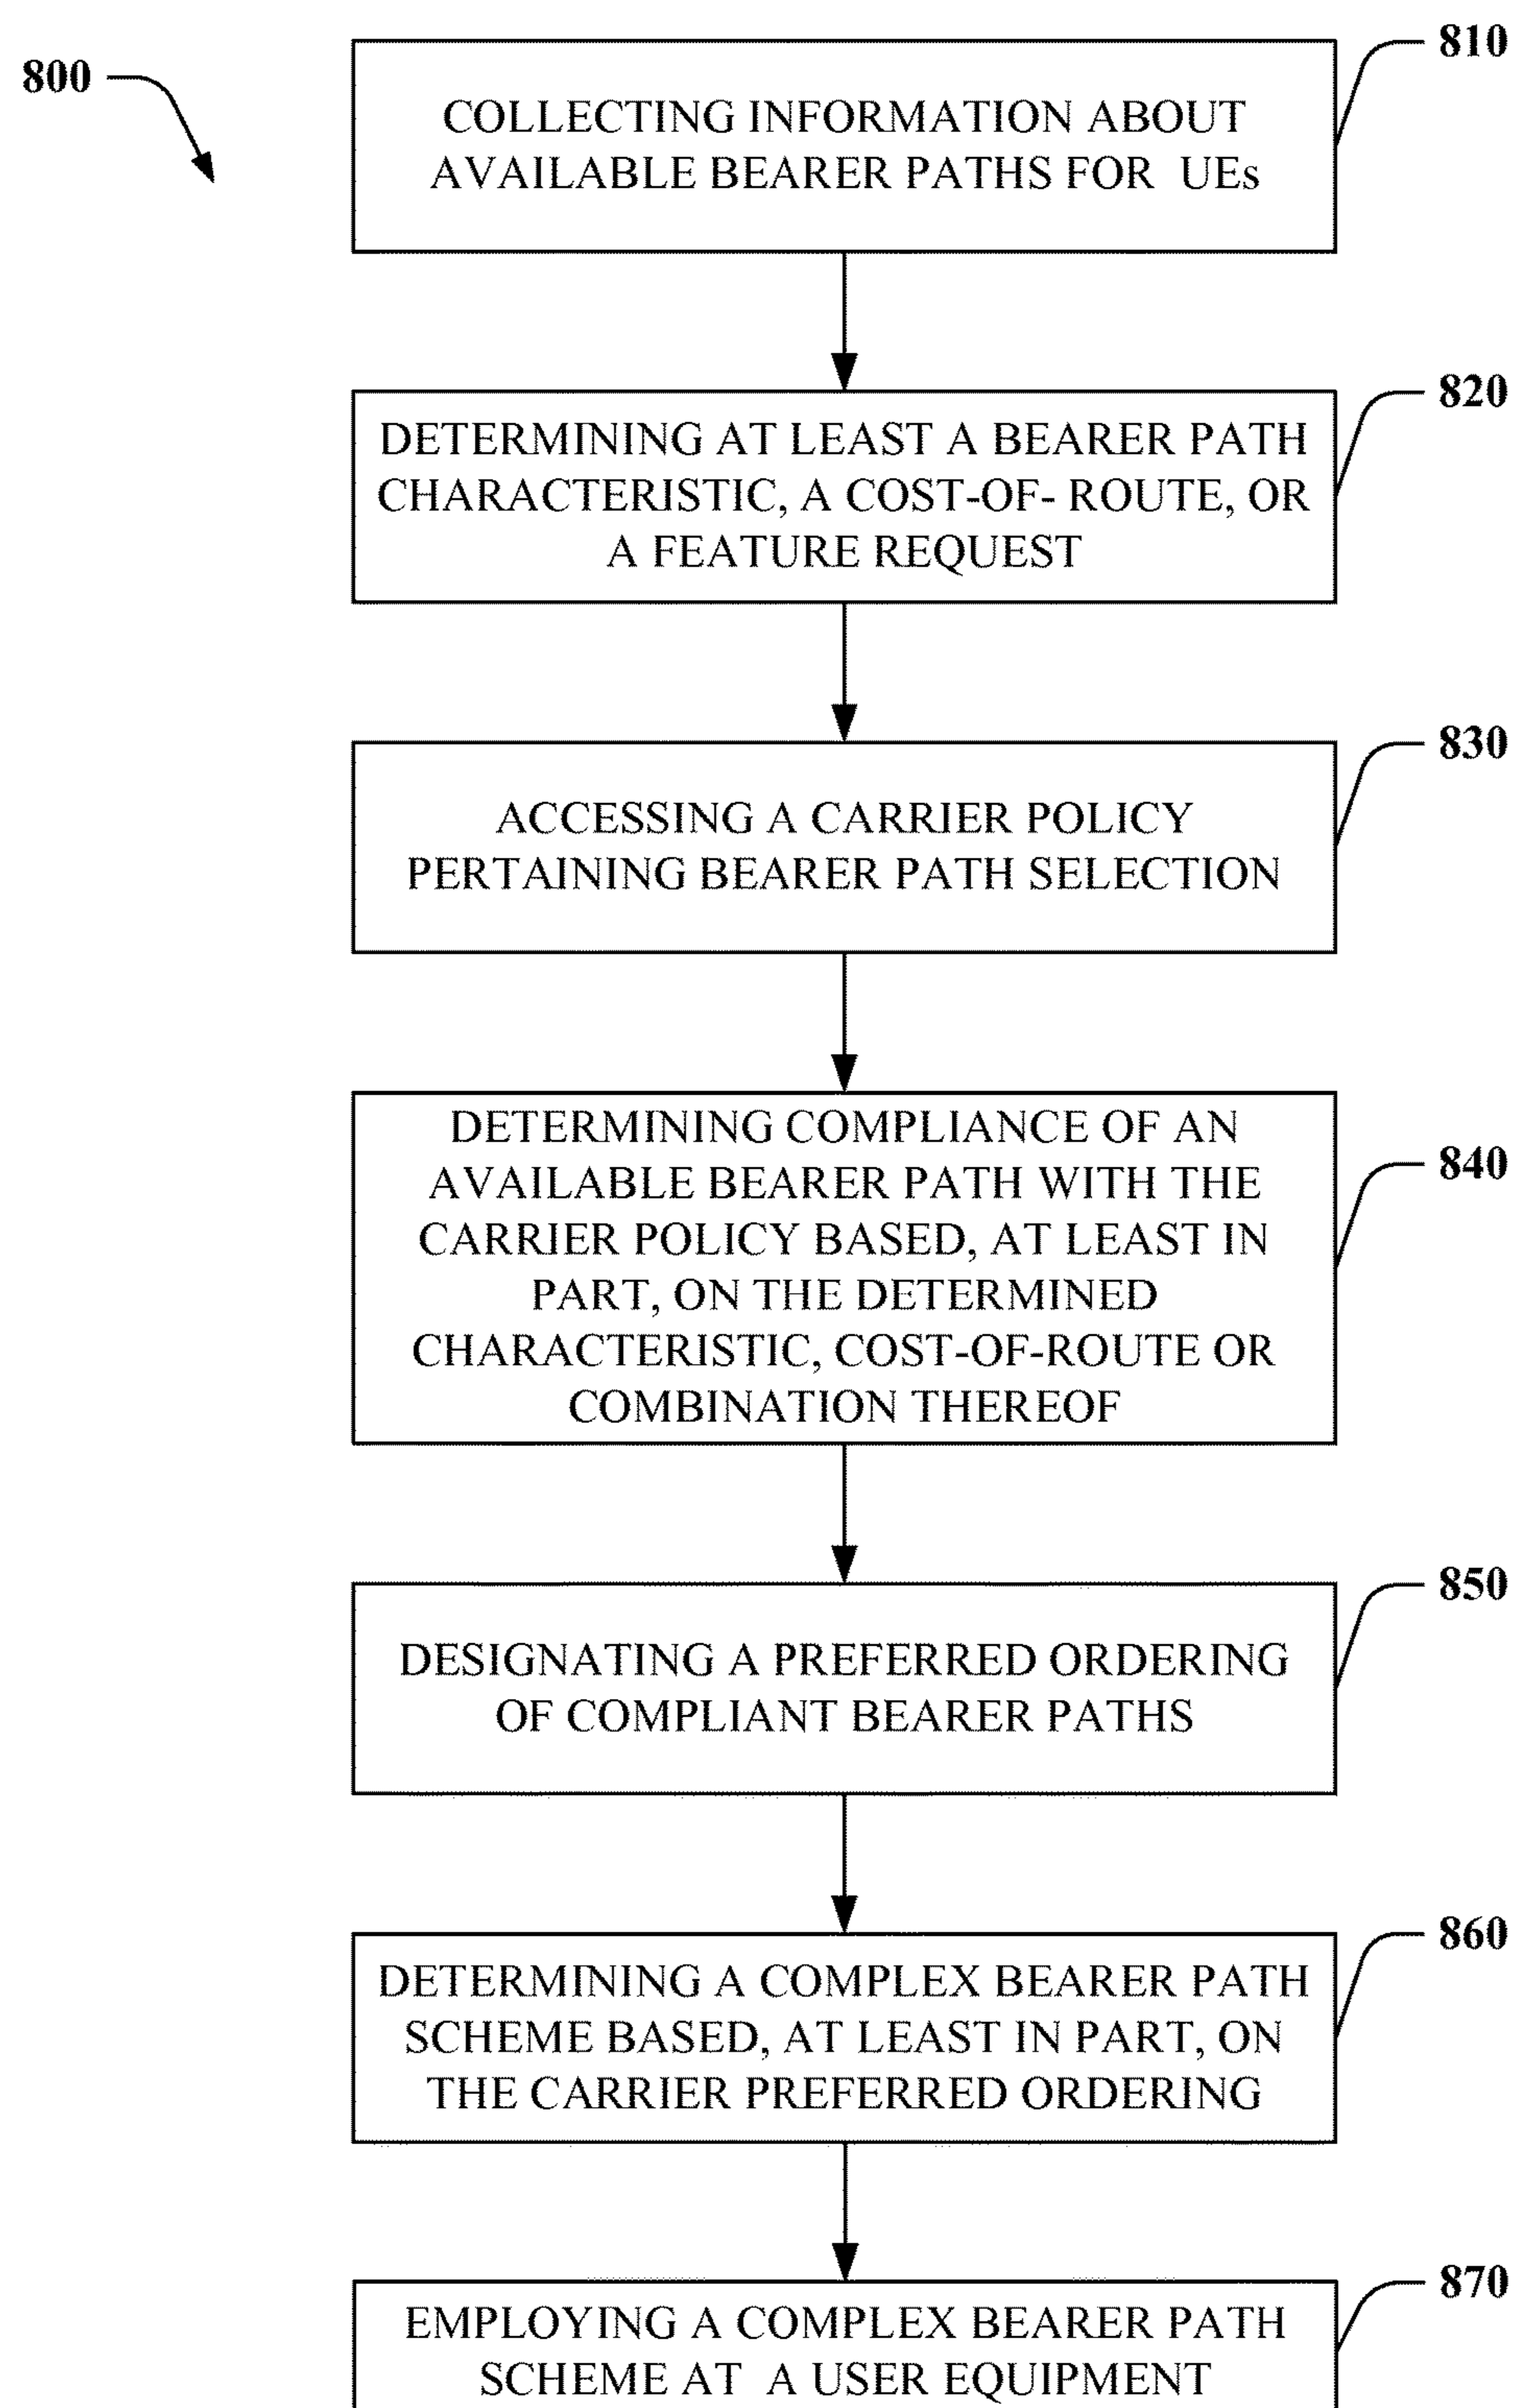 800
810
COLLECTING INFORMATION ABOUT
AVAILABLE BEARER PATHS FOR UEs
820
DETERMINING AT LEAST A BEARER PATH
CHARACTERISTIC, A COST-OF- ROUTE, OR
A FEATURE REQUEST
830
ACCESSING A CARRIER POLICY
PERTAINING BEARER PATH SELECTION
840
DETERMINING COMPLIANCE OF AN
AVAILABLE BEARER PATH WITH THE
CARRIER POLICY BASED, AT LEAST IN
PART, ON THE DETERMINED
CHARACTERISTIC, COST-OF-ROUTE OR
COMBINATION THEREOF
850
DESIGNATING A PREFERRED ORDERING
OF COMPLIANT BEARER PATHS
860
DETERMINING A COMPLEX BEARER PATH
SCHEME BASED, AT LEAST IN PART, ON
THE CARRIER PREFERRED ORDERING
870
EMPLOYING A COMPLEX BEARER PATH
SCHEME AT A USER EQUIPMENT